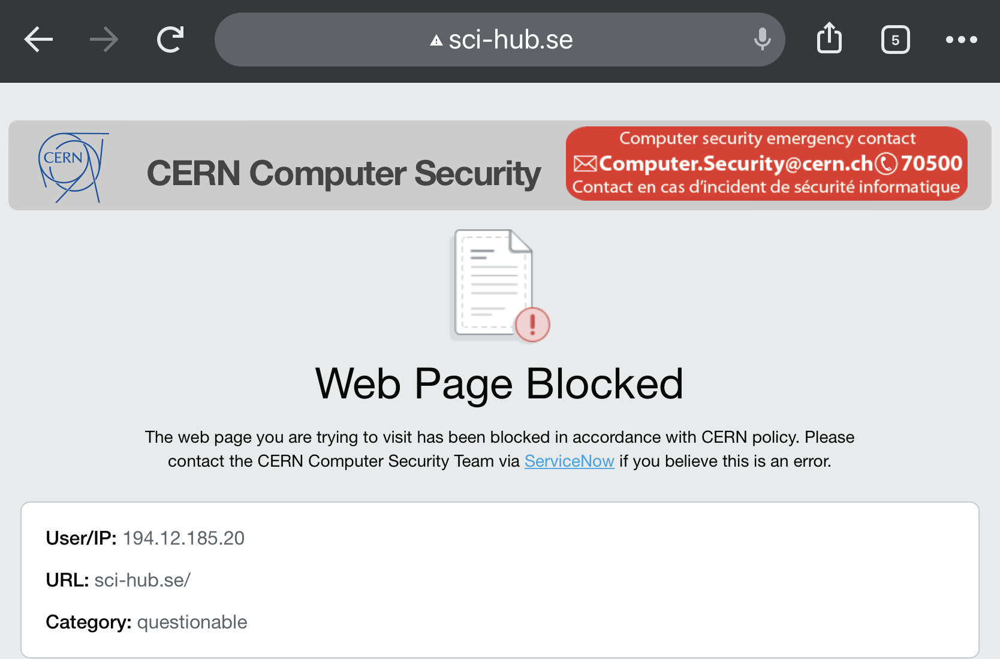 sci-hub.se
5
CERN
CERN Computer Security
Computer security emergency contact
Computer.Security@cern.ch 70500
Contact en cas d'incident de sécurité informatique
Web Page Blocked
The web page you are trying to visit has been blocked in accordance with CERN policy. Please
contact the CERN Computer Security Team via ServiceNow if you believe this is an error.
User/IP: 194.12.185.20
URL: sci-hub.se/
Category: questionable